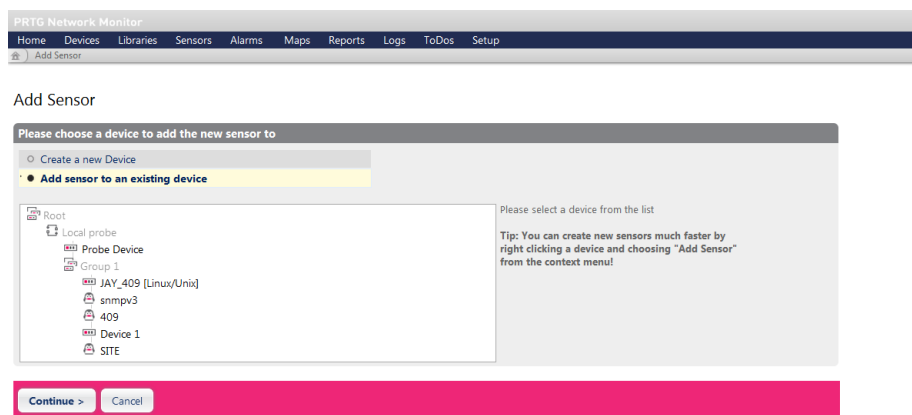 PRTG Network Monitor
Home Devices Libraries Sensors Alarms Maps Reports Logs ToDos Setup
Add Sensor
Add Sensor
Please choose a device to add the new sensor to
Create a new Device
Add sensor to an existing device
Root
Local probe
Probe Device
Group 1
JAY_409 [Linux/Unix]
snmpv3
409
Device 1
SITE
Please select a device from the list
Tip: You can create new sensors much faster by
right clicking a device and choosing "Add Sensor"
from the context menu!
Continue > Cancel